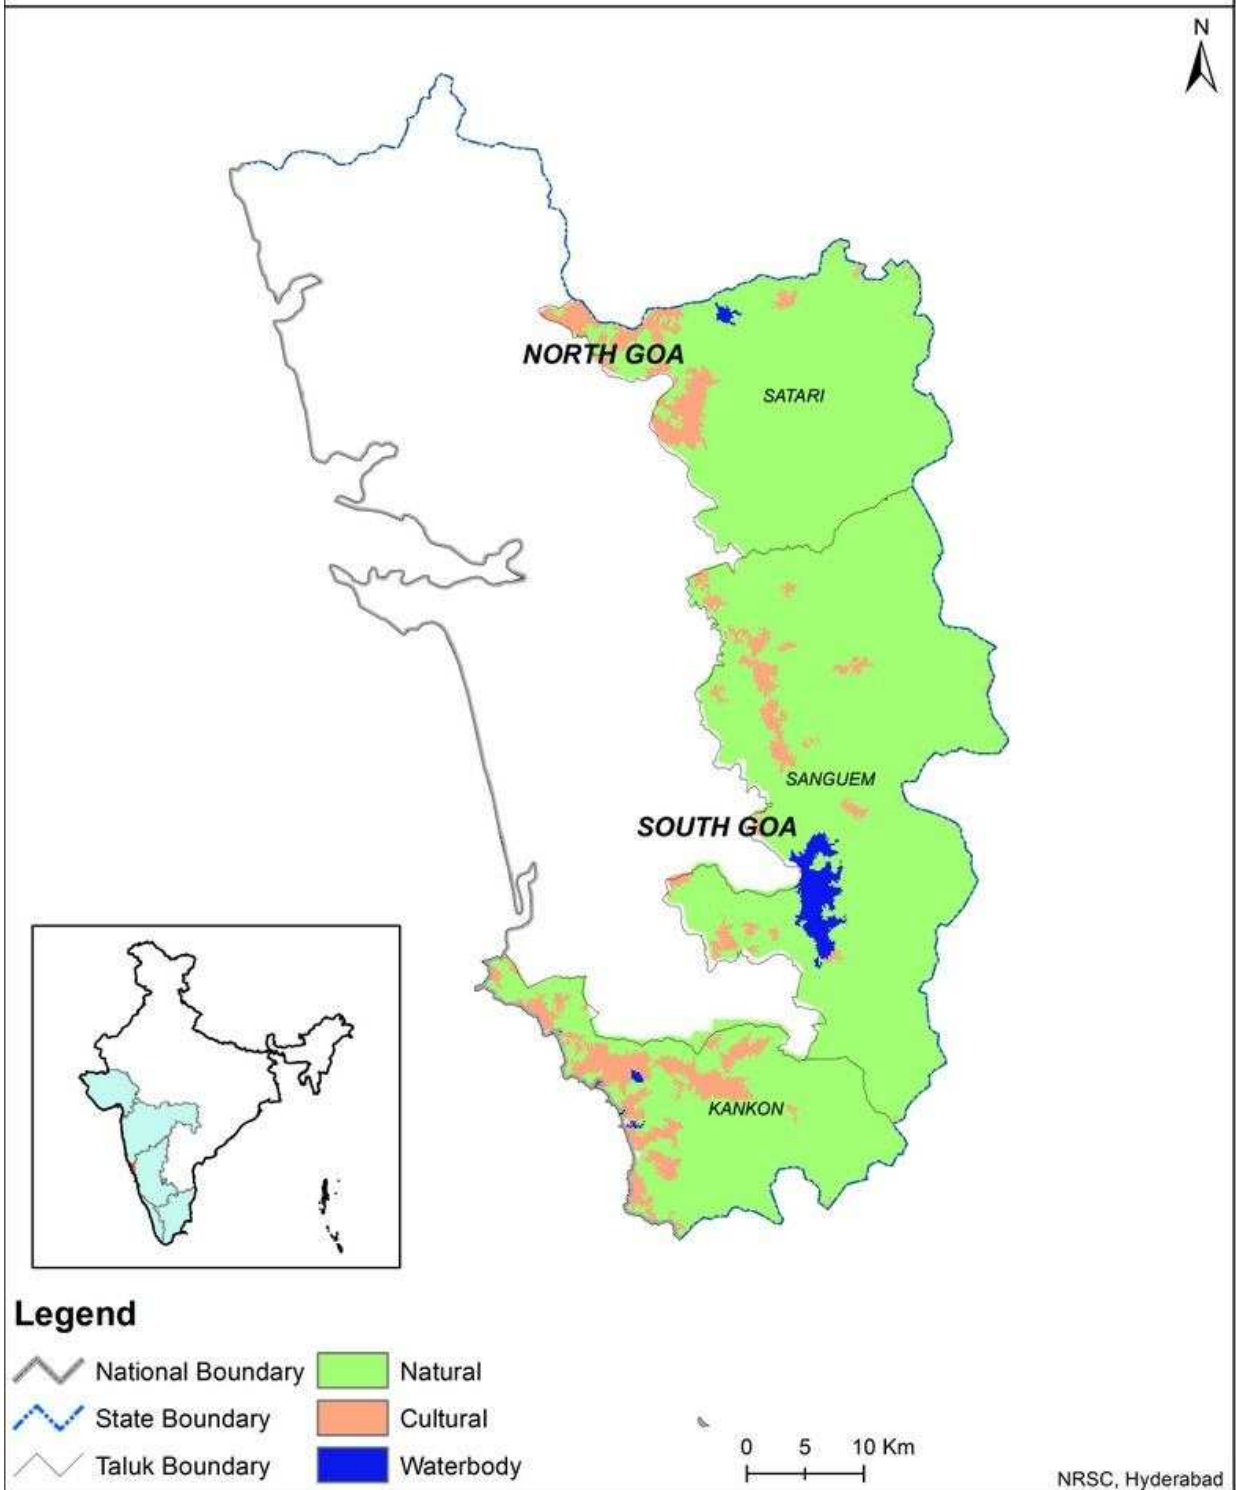 N
NORTH GOA
SATARI
SANGUEM
SOUTH GOA
KANKON
Legend
National Boundary
Natural
State Boundary
Cultural
Taluk Boundary
Waterbody
0 5 10 Km
NRSC, Hyderabad